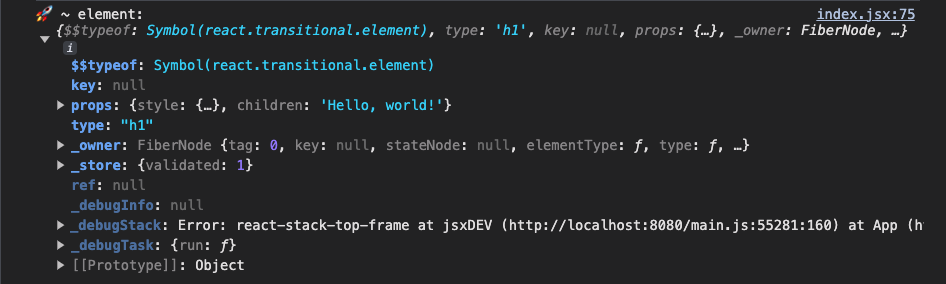 🚀 ~ element: index.jsx:75
{$$typeof: Symbol(react.transitional.element), type: 'h1', key: null, props: {…}, _owner: FiberNode, …}
i
$$typeof: Symbol(react.transitional.element)
key: null
props: {style: {…}, children: 'Hello, world!'}
type: "h1"
_owner: FiberNode {tag: 0, key: null, stateNode: null, elementType: ƒ, type: ƒ, …}
_store: {validated: 1}
ref: null
_debugInfo: null
_debugStack: Error: react-stack-top-frame at jsxDEV (http://localhost:8080/main.js:55281:160) at App (h
_debugTask: {run: ƒ}
[[Prototype]]: Object